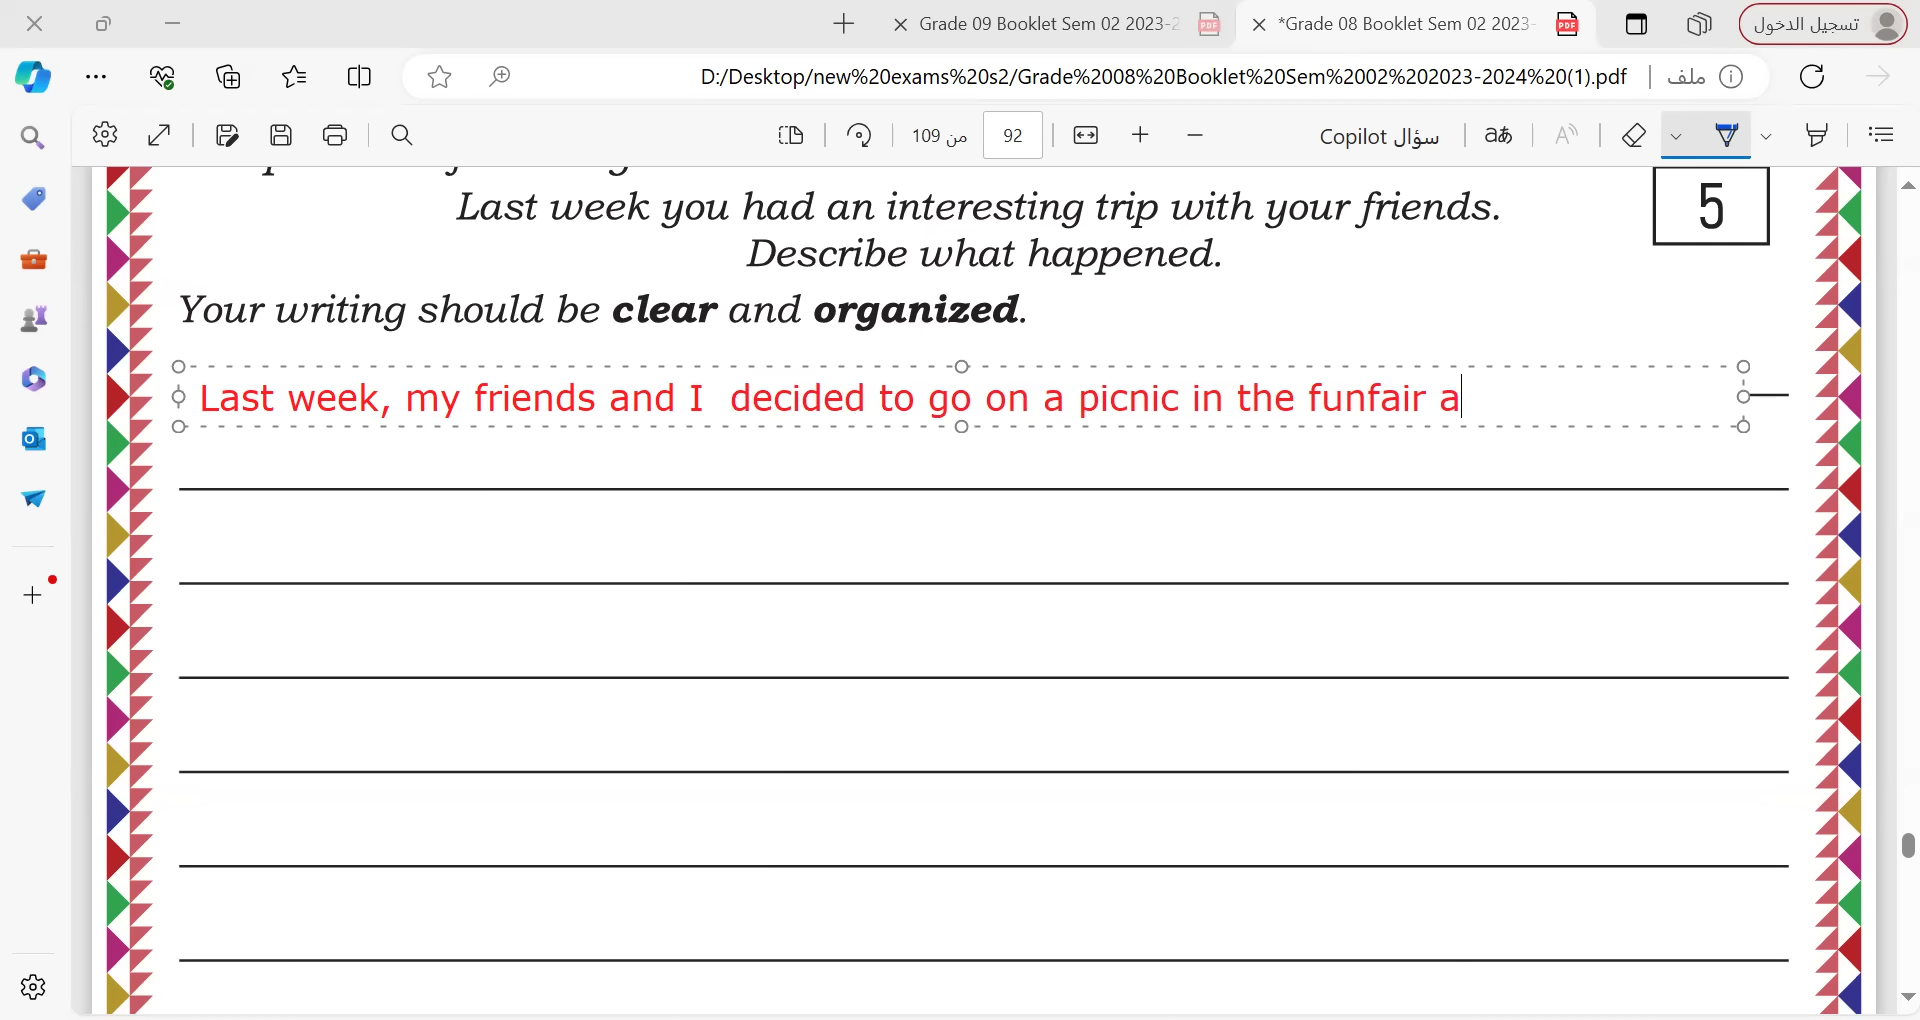 Grade 09 Booklet Sem 02 2023-2
*Grade 08 Booklet Sem 02 2023-
تسجيل الدخول
D:/Desktop/new%20exams%20s2/Grade%2008%20Booklet%20Sem%2002%202023-2024%20(1).pdf
ملف
من 109
92
سؤال Copilot
Last week you had an interesting trip with your friends.
5
Describe what happened.
Your writing should be clear and organized.
Last week, my friends and I  decided to go on a picnic in the funfair a